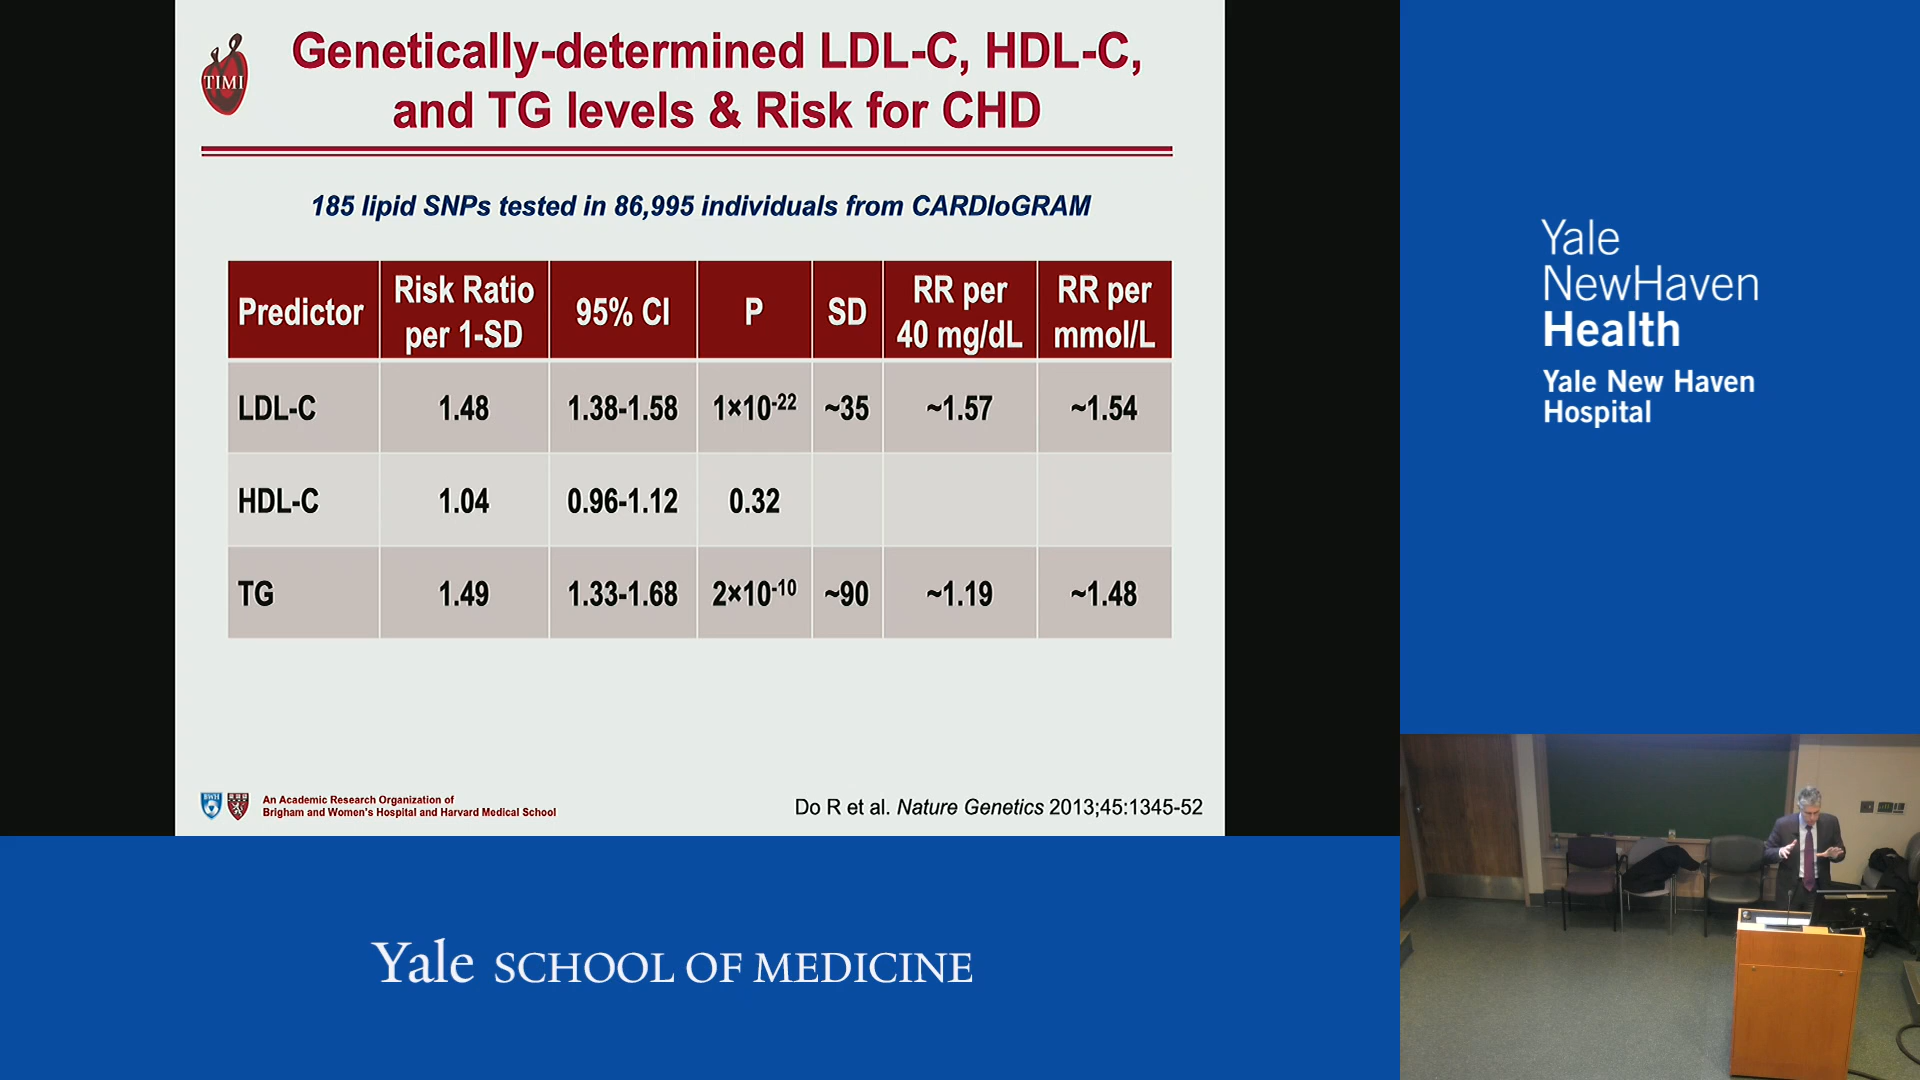 TIMI
Genetically-determined LDL-C, HDL-C,
and TG levels & Risk for CHD
185 lipid SNPs tested in 86,995 individuals from CARDIoGRAM
Predictor Risk Ratio per 1-SD 95% CI P SD RR per 40 mg/dL RR per mmol/L
LDL-C 1.48 1.38-1.58 1×10-22 ~35 ~1.57 ~1.54
HDL-C 1.04 0.96-1.12 0.32
TG 1.49 1.33-1.68 2×10-10 ~90 ~1.19 ~1.48
BWH
An Academic Research Organization of
Brigham and Women's Hospital and Harvard Medical School
Do R et al. Nature Genetics 2013;45:1345-52
Yale
NewHaven
Health
Yale New Haven
Hospital
Yale SCHOOL OF MEDICINE